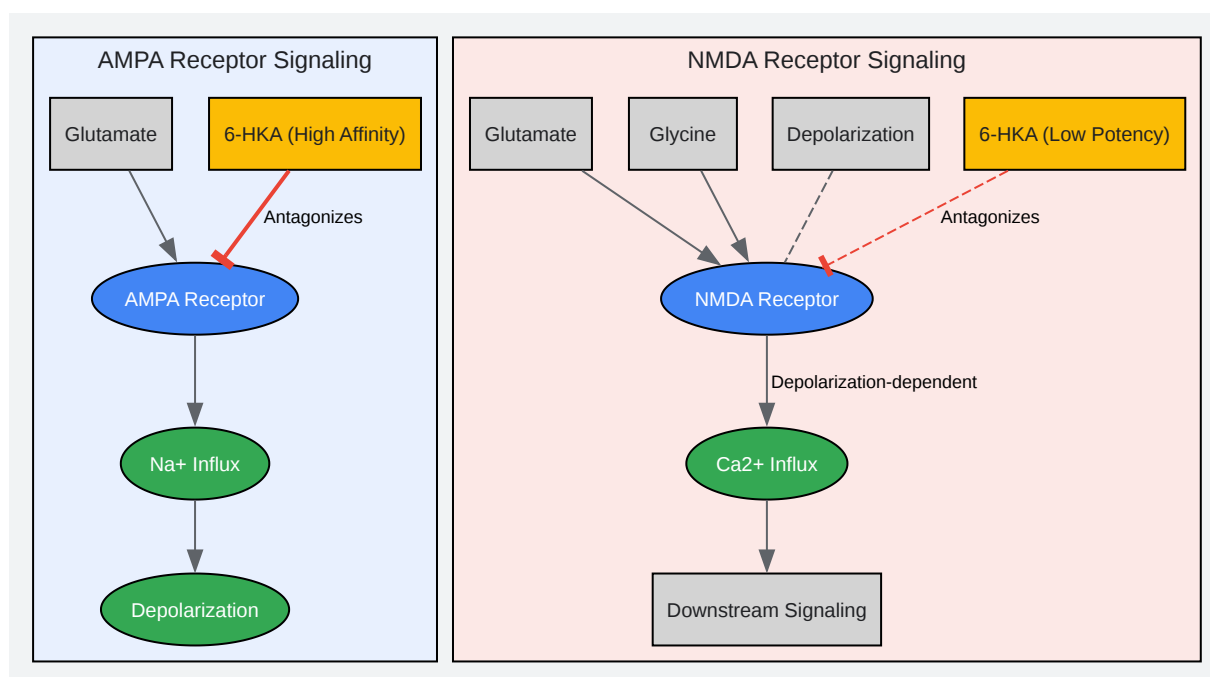 AMPA Receptor Signaling
Glutamate
6-HKA (High Affinity)
Antagonizes
AMPA Receptor
Na+ Influx
Depolarization
NMDA Receptor Signaling
Glutamate
Glycine
Depolarization
6-HKA (Low Potency)
Antagonizes
NMDA Receptor
Depolarization-dependent
Ca2+ Influx
Downstream Signaling